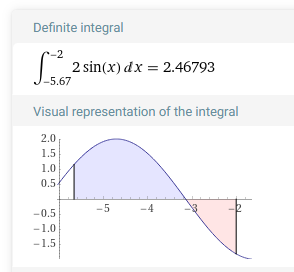 Definite integral
∫_{-5.67}^{-2} 2 sin(x) dx = 2.46793
Visual representation of the integral
2.0
1.5
1.0
0.5
-5 -4 -3 -2
-0.5
-1.0
-1.5